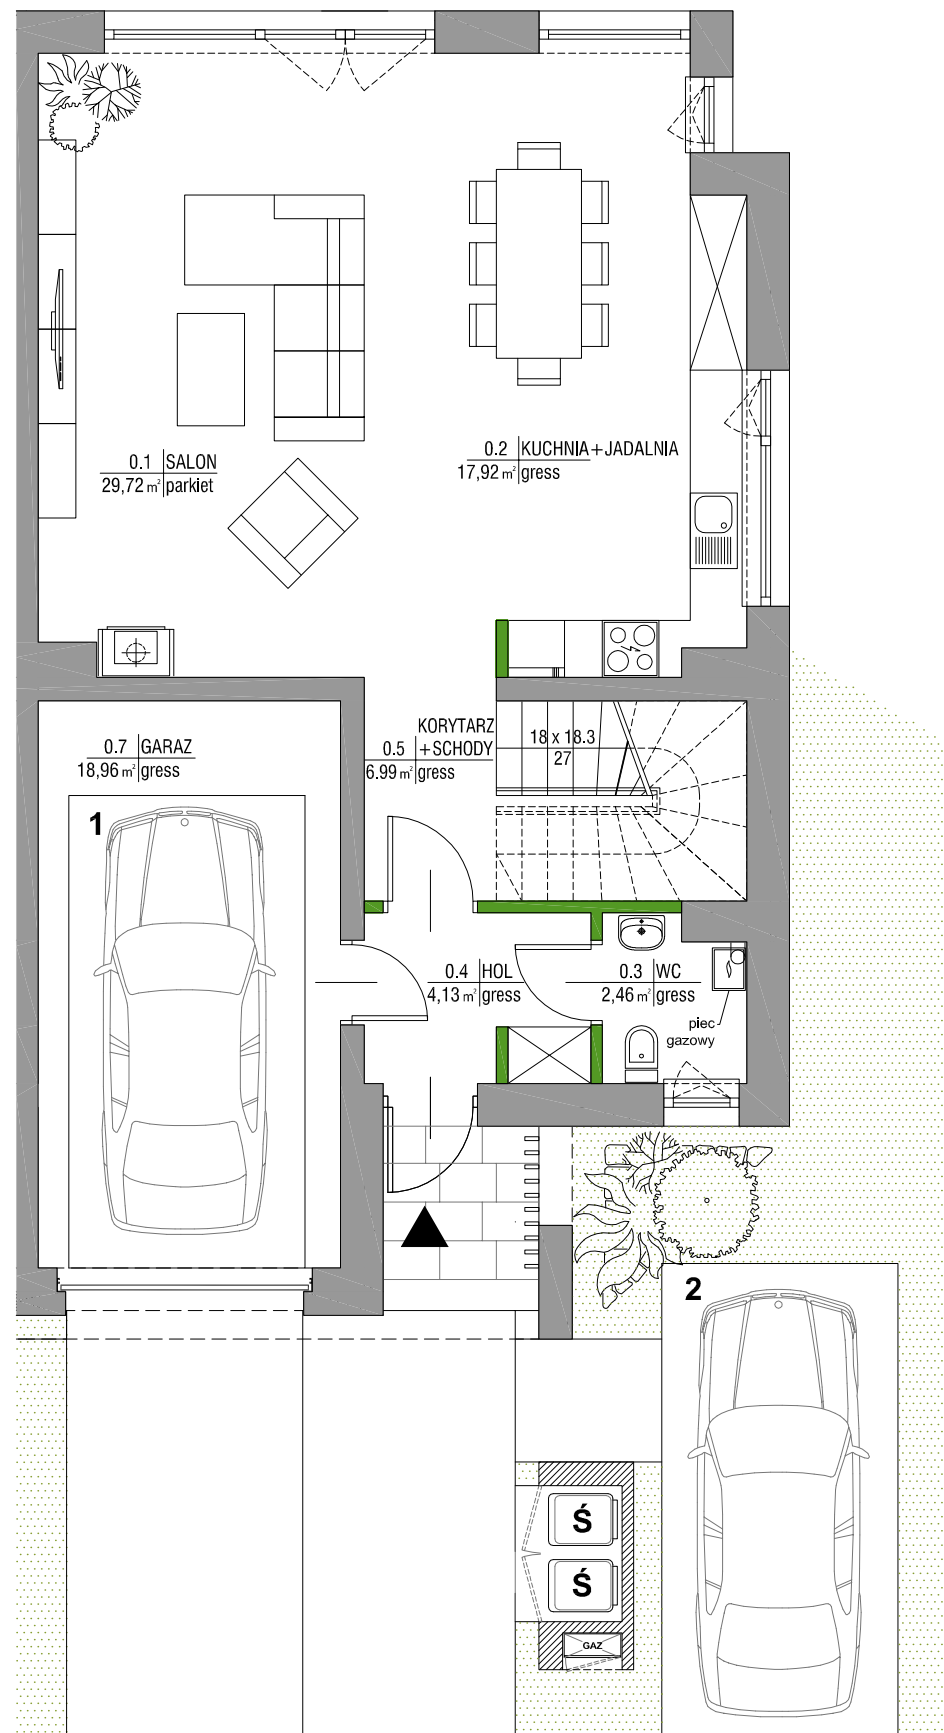 0.1 SALON
29,72 m² parkiet
0.2 KUCHNIA+JADALNIA
17,92 m² gress
KORYTARZ
0.5 +SCHODY
6.99 m² gress
18 x 18.3
27
0.7 GARAZ
18,96 m² gress
1
0.4 HOL
4,13 m² gress
0.3 WC
2,46 m² gress
piec
gazowy
2
Ś
Ś
GAZ